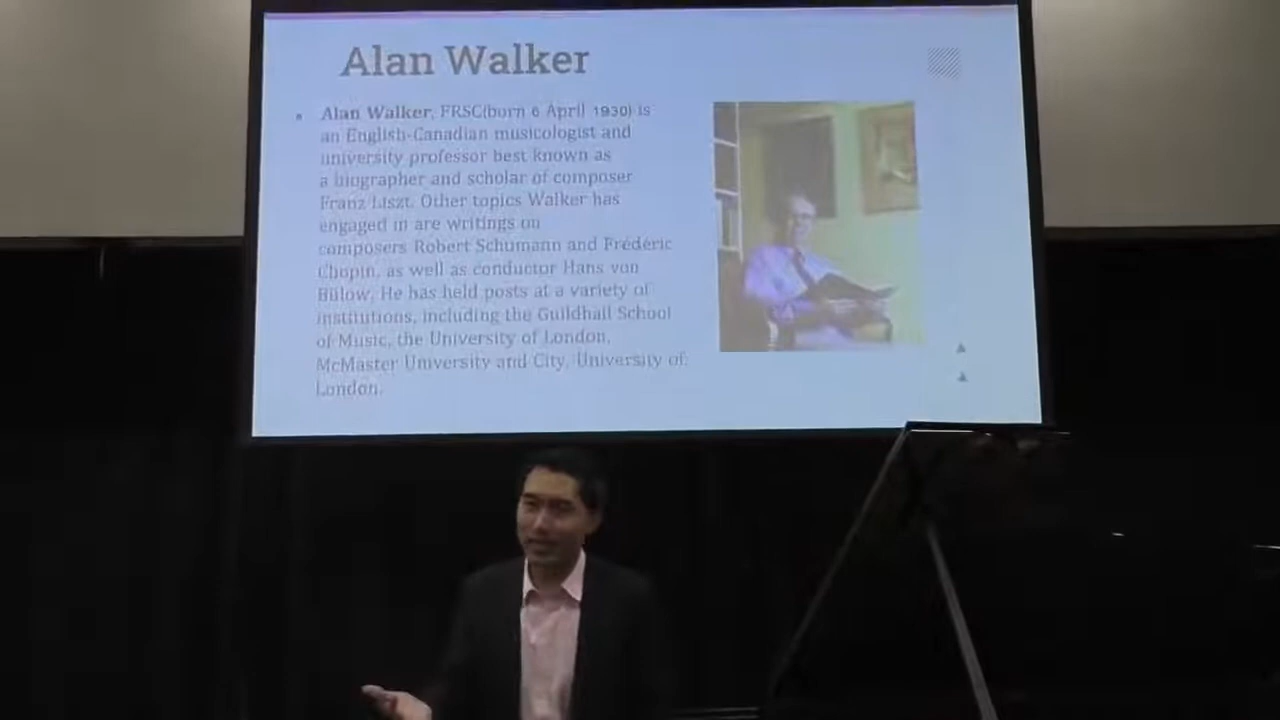 Alan Walker
Alan Walker, FRSC(born 6 April 1930) is
an English-Canadian musicologist and
university professor best known as
a biographer and scholar of composer
Franz Liszt. Other topics Walker has
engaged in are writings on
composers Robert Schumann and Frédéric
Chopin, as well as conductor Hans von
Bülow. He has held posts at a variety of
institutions, including the Guildhall School
of Music, the University of London,
McMaster University and City, University of
London.